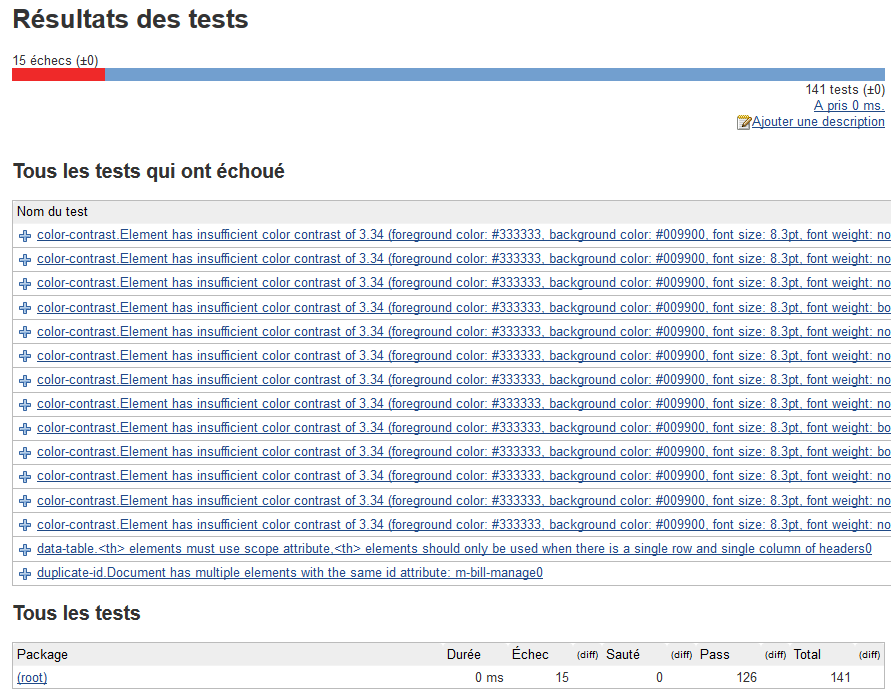 Résultats des tests
15 échecs (±0)
141 tests (±0)
A pris 0 ms.
Ajouter une description
Tous les tests qui ont échoué
Nom du test
color-contrast.Element has insufficient color contrast of 3.34 (foreground color: #333333, background color: #009900, font size: 8.3pt, font weight: no
color-contrast.Element has insufficient color contrast of 3.34 (foreground color: #333333, background color: #009900, font size: 8.3pt, font weight: no
color-contrast.Element has insufficient color contrast of 3.34 (foreground color: #333333, background color: #009900, font size: 8.3pt, font weight: no
color-contrast.Element has insufficient color contrast of 3.34 (foreground color: #333333, background color: #009900, font size: 8.3pt, font weight: bo
color-contrast.Element has insufficient color contrast of 3.34 (foreground color: #333333, background color: #009900, font size: 8.3pt, font weight: no
color-contrast.Element has insufficient color contrast of 3.34 (foreground color: #333333, background color: #009900, font size: 8.3pt, font weight: no
color-contrast.Element has insufficient color contrast of 3.34 (foreground color: #333333, background color: #009900, font size: 8.3pt, font weight: no
color-contrast.Element has insufficient color contrast of 3.34 (foreground color: #333333, background color: #009900, font size: 8.3pt, font weight: no
color-contrast.Element has insufficient color contrast of 3.34 (foreground color: #333333, background color: #009900, font size: 8.3pt, font weight: bo
color-contrast.Element has insufficient color contrast of 3.34 (foreground color: #333333, background color: #009900, font size: 8.3pt, font weight: bo
color-contrast.Element has insufficient color contrast of 3.34 (foreground color: #333333, background color: #009900, font size: 8.3pt, font weight: no
color-contrast.Element has insufficient color contrast of 3.34 (foreground color: #333333, background color: #009900, font size: 8.3pt, font weight: no
color-contrast.Element has insufficient color contrast of 3.34 (foreground color: #333333, background color: #009900, font size: 8.3pt, font weight: no
data-table.<th> elements must use scope attribute,<th> elements should only be used when there is a single row and single column of headers0
duplicate-id.Document has multiple elements with the same id attribute: m-bill-manage0
Tous les tests
Package Durée Échec (diff) Sauté (diff) Pass (diff) Total (diff)
(root) 0 ms 15 0 126 141